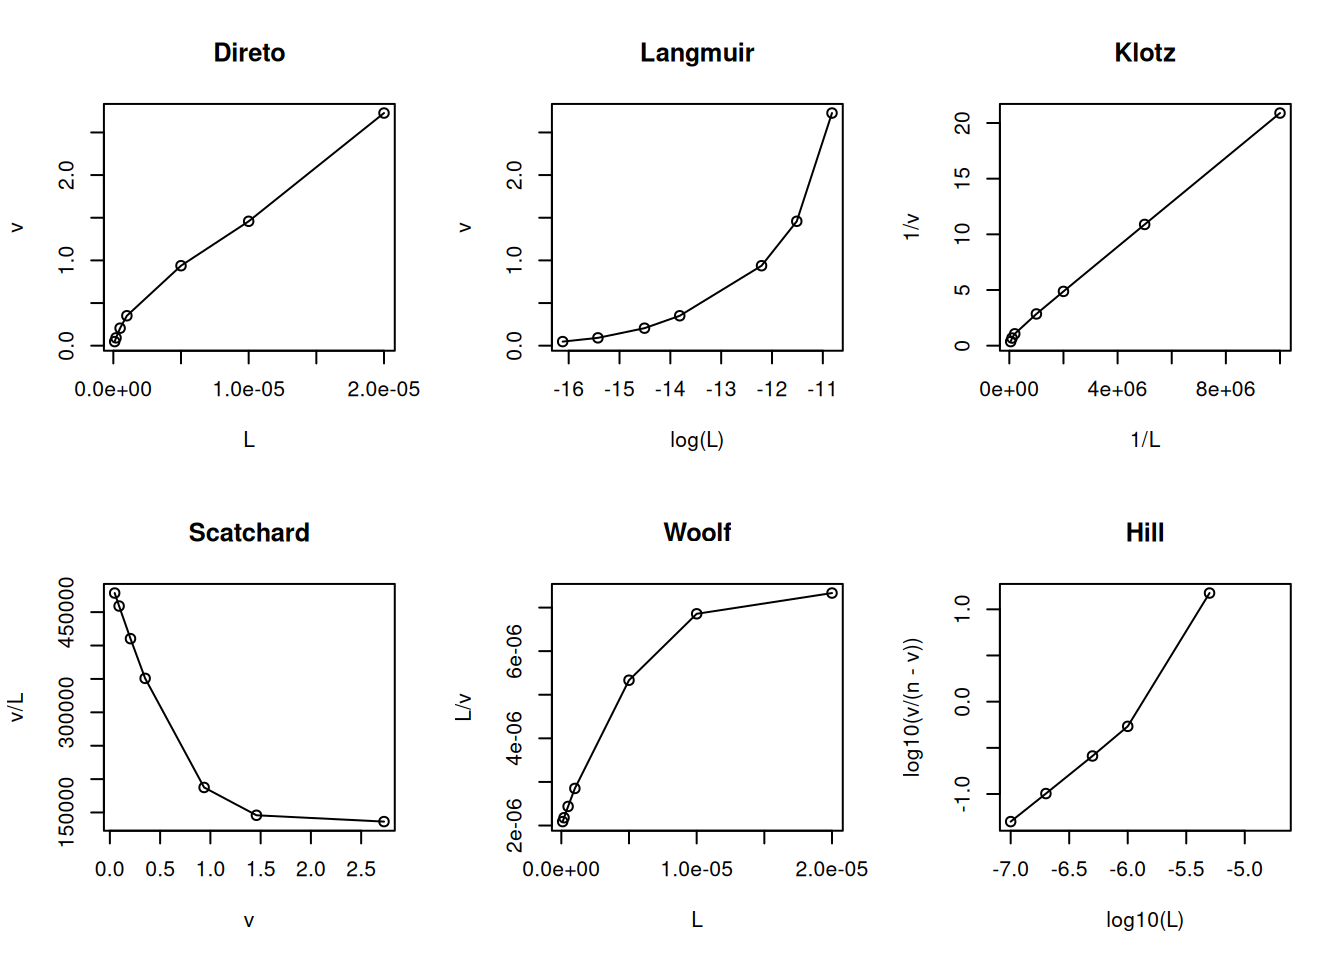 Direto
v
0.0 1.0 2.0
0.0e+00 1.0e-05 2.0e-05
L
Langmuir
v
0.0 1.0 2.0
-16 -15 -14 -13 -12 -11
log(L)
Klotz
1/v
0 5 10 15 20
0e+00 4e+06 8e+06
1/L
Scatchard
v/L
150000 300000 450000
0.0 0.5 1.0 1.5 2.0 2.5
v
Woolf
L/v
2e-06 4e-06 6e-06
0.0e+00 1.0e-05 2.0e-05
L
Hill
log10(v/(n - v))
-1.0 0.0 1.0
-7.0 -6.5 -6.0 -5.5 -5.0
log10(L)